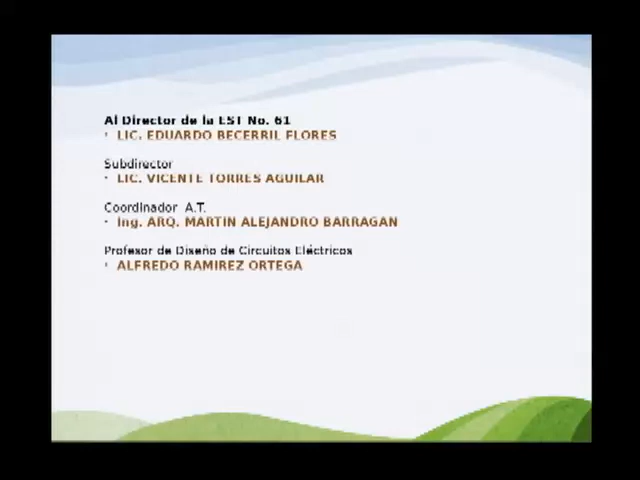 Al Director de la EST No. 61
· LIC. EDUARDO BECERRIL FLORES
Subdirector
· LIC. VICENTE TORRES AGUILAR
Coordinador A.T.
· Ing. ARQ. MARTIN ALEJANDRO BARRAGAN
Profesor de Diseño de Circuitos Eléctricos
· ALFREDO RAMIREZ ORTEGA